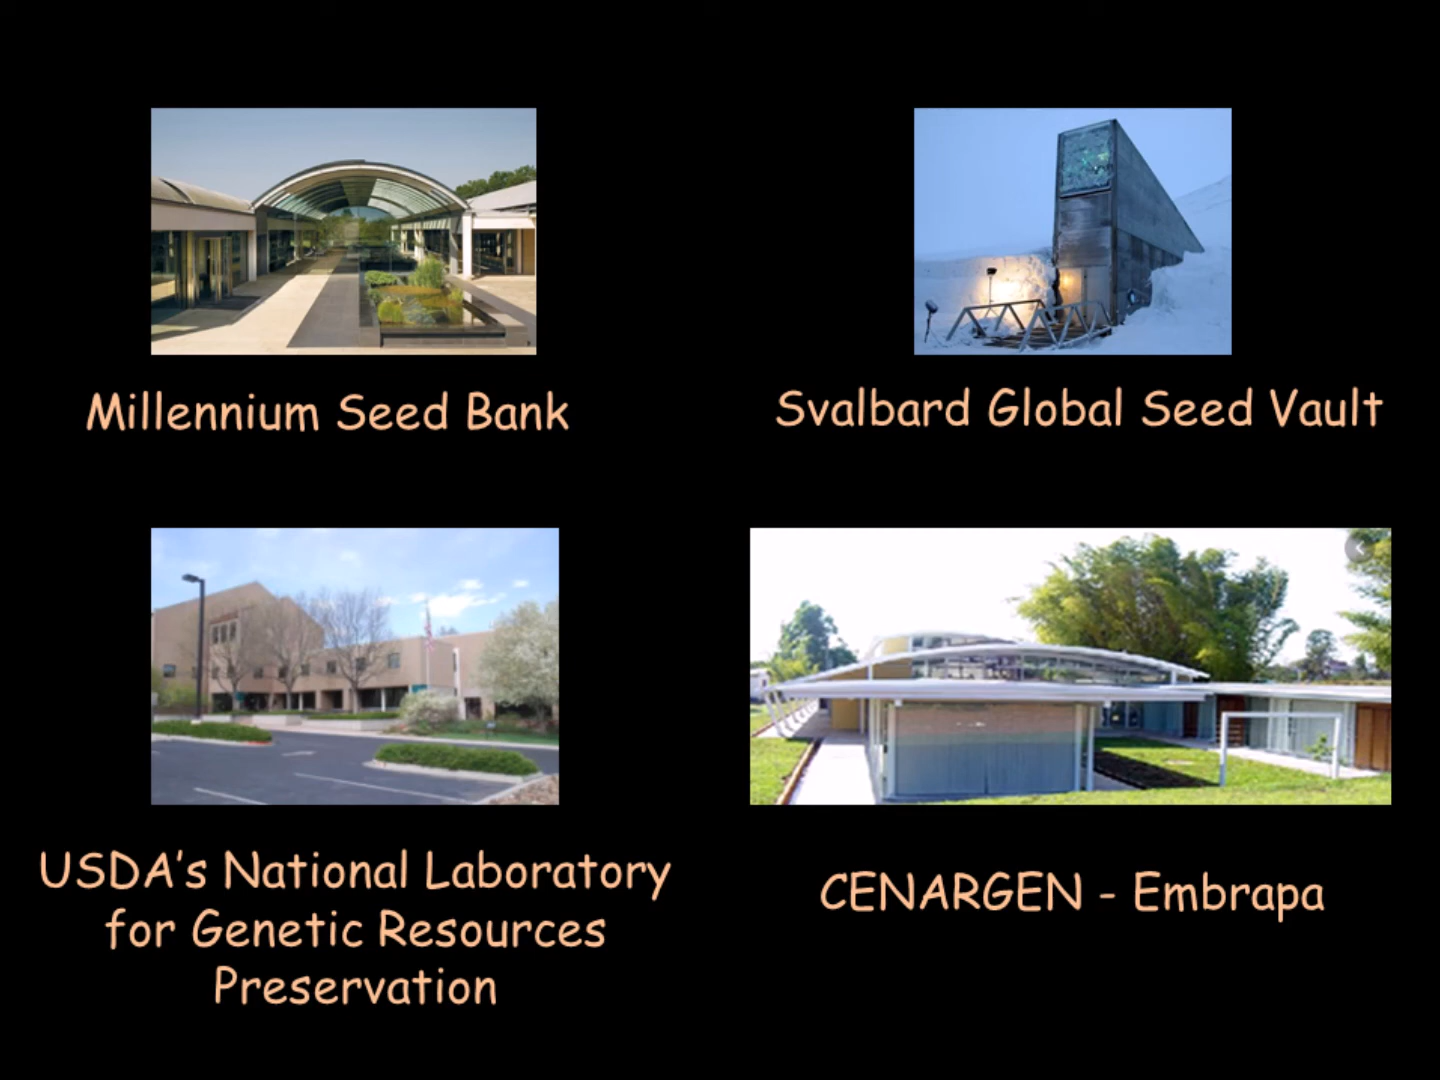 Millennium Seed Bank
Svalbard Global Seed Vault
USDA's National Laboratory
for Genetic Resources
Preservation
CENARGEN - Embrapa